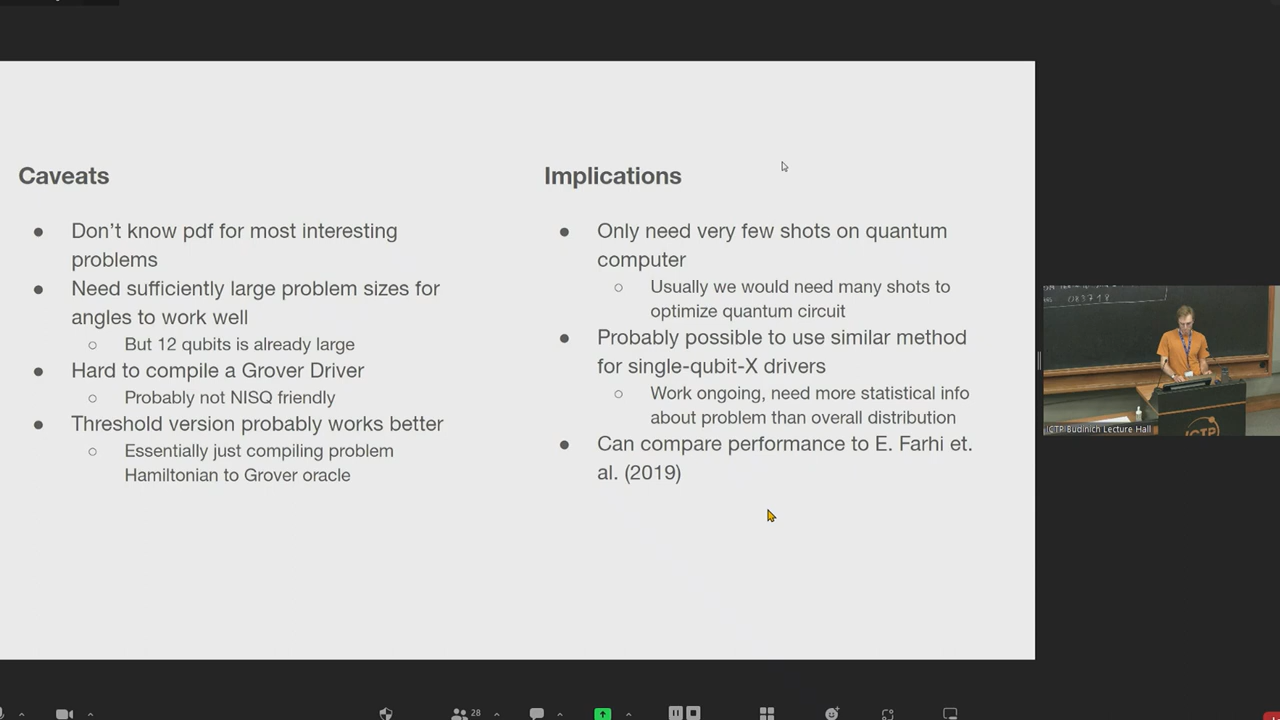 Caveats
● Don't know pdf for most interesting
problems
● Need sufficiently large problem sizes for
angles to work well
○ But 12 qubits is already large
● Hard to compile a Grover Driver
○ Probably not NISQ friendly
● Threshold version probably works better
○ Essentially just compiling problem
Hamiltonian to Grover oracle
Implications
● Only need very few shots on quantum
computer
○ Usually we would need many shots to
optimize quantum circuit
● Probably possible to use similar method
for single-qubit-X drivers
○ Work ongoing, need more statistical info
about problem than overall distribution
● Can compare performance to E. Farhi et.
al. (2019)
ICTP
ICTP Budinich Lecture Hall
28